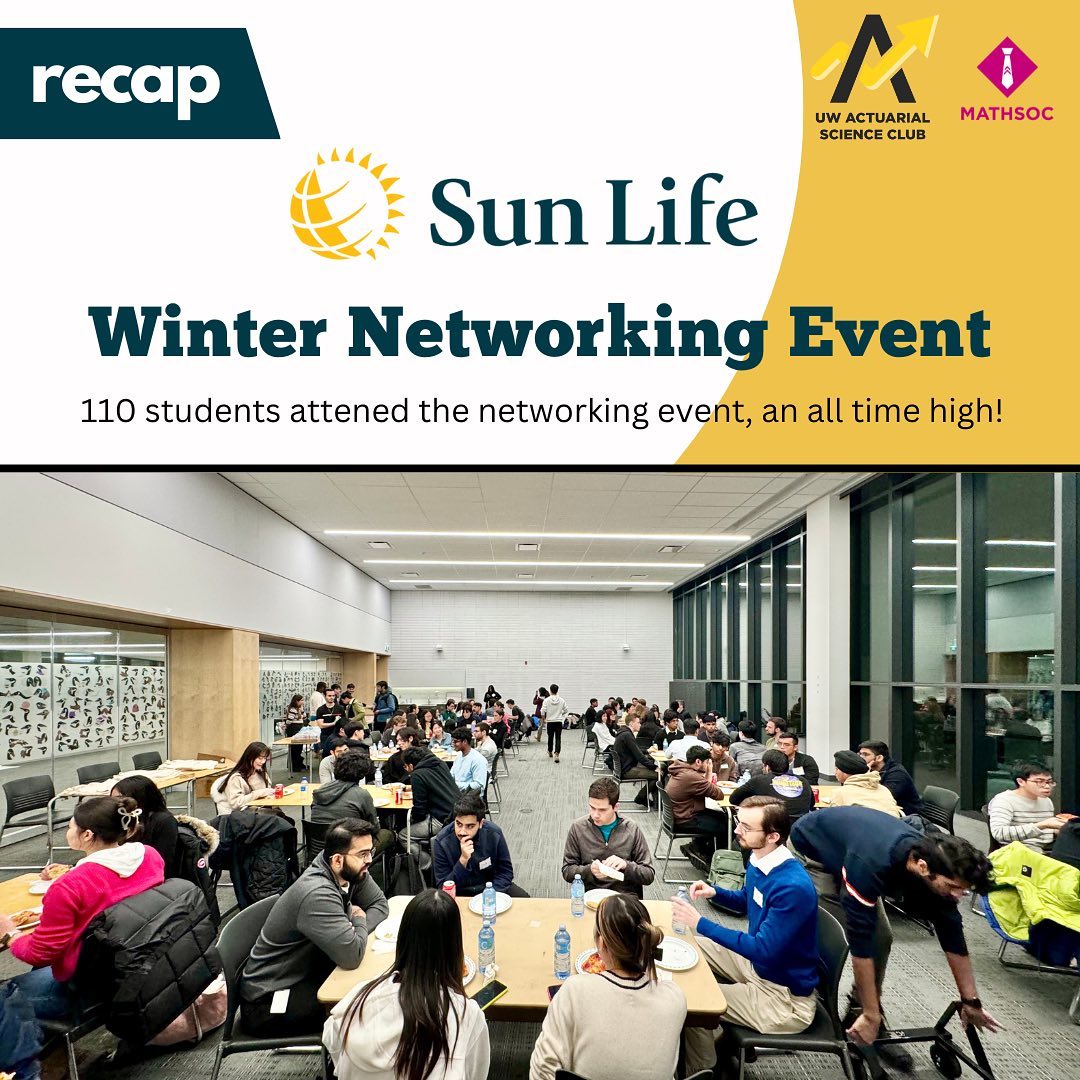 recap
UW ACTUARIAL
SCIENCE CLUB
MATHSOC
Sun Life
Winter Networking Event
110 students attened the networking event, an all time high!